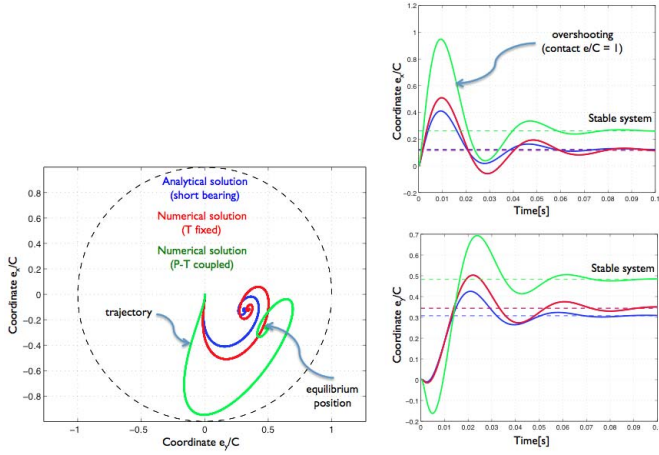 Coordinate eₓ/C
0.8
0.6
0.4
0.2
0
-0.2
-0.4
-0.6
-0.8
-1
-0.5
0
0.5
1
Coordinate eᵧ/C
Analytical solution
(short bearing)
Numerical solution
(T fixed)
Numerical solution
(P-T coupled)
trajectory
equilibrium
position
Coordinate eₓ/C
1.2
1
0.8
0.6
0.4
0.2
0
-0.2
0
0.01
0.02
0.03
0.04
0.05
0.06
0.07
0.08
0.09
0.1
Time[s]
overshooting
(contact e/C = 1)
Stable system
Coordinate eᵧ/C
0.7
0.6
0.5
0.4
0.3
0.2
0.1
0
-0.1
-0.2
0
0.01
0.02
0.03
0.04
0.05
0.06
0.07
0.08
0.09
0.1
Time[s]
Stable system